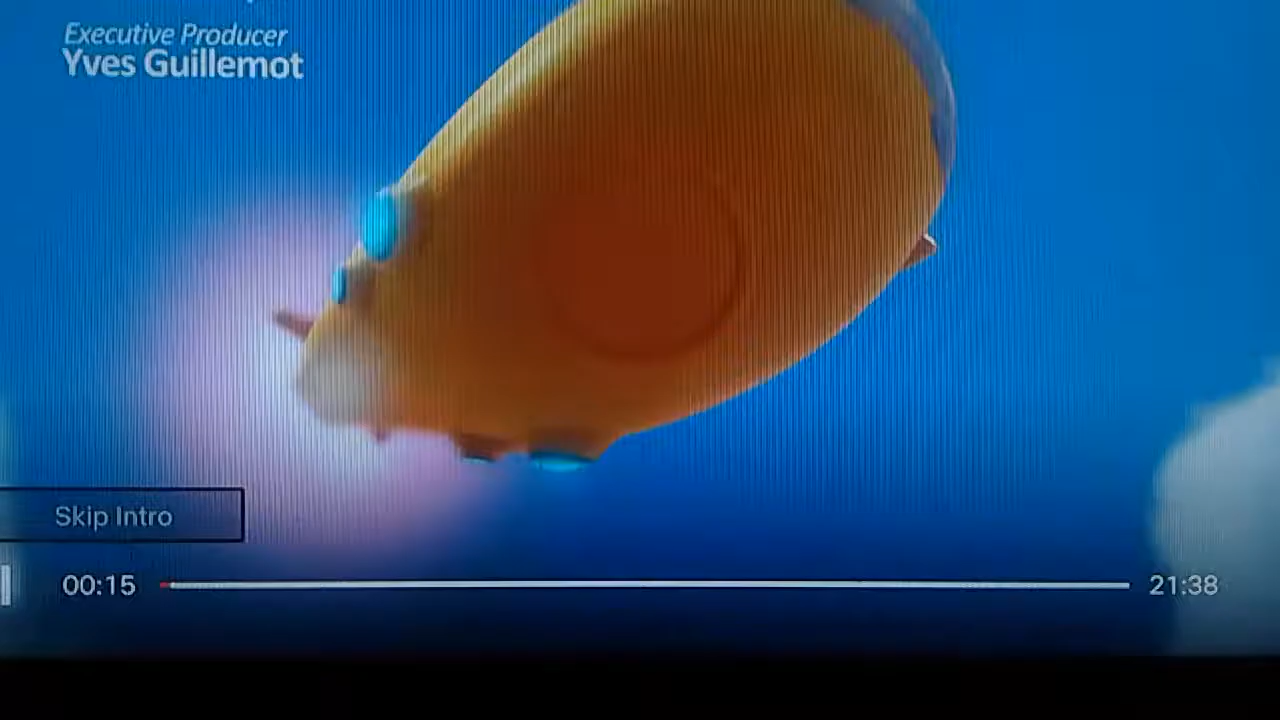 Executive Producer
Yves Guillemot
Skip Intro
00:15
21:38